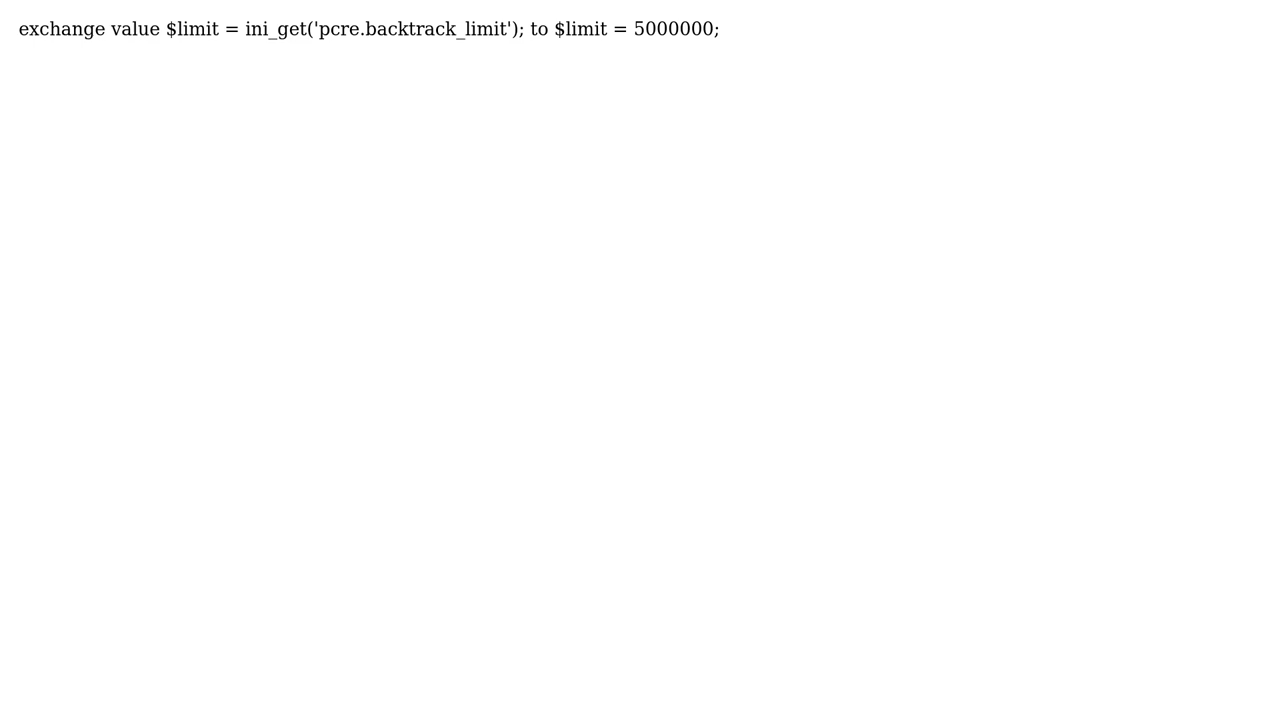 exchange value $limit = ini_get('pcre.backtrack_limit'); to $limit = 5000000;